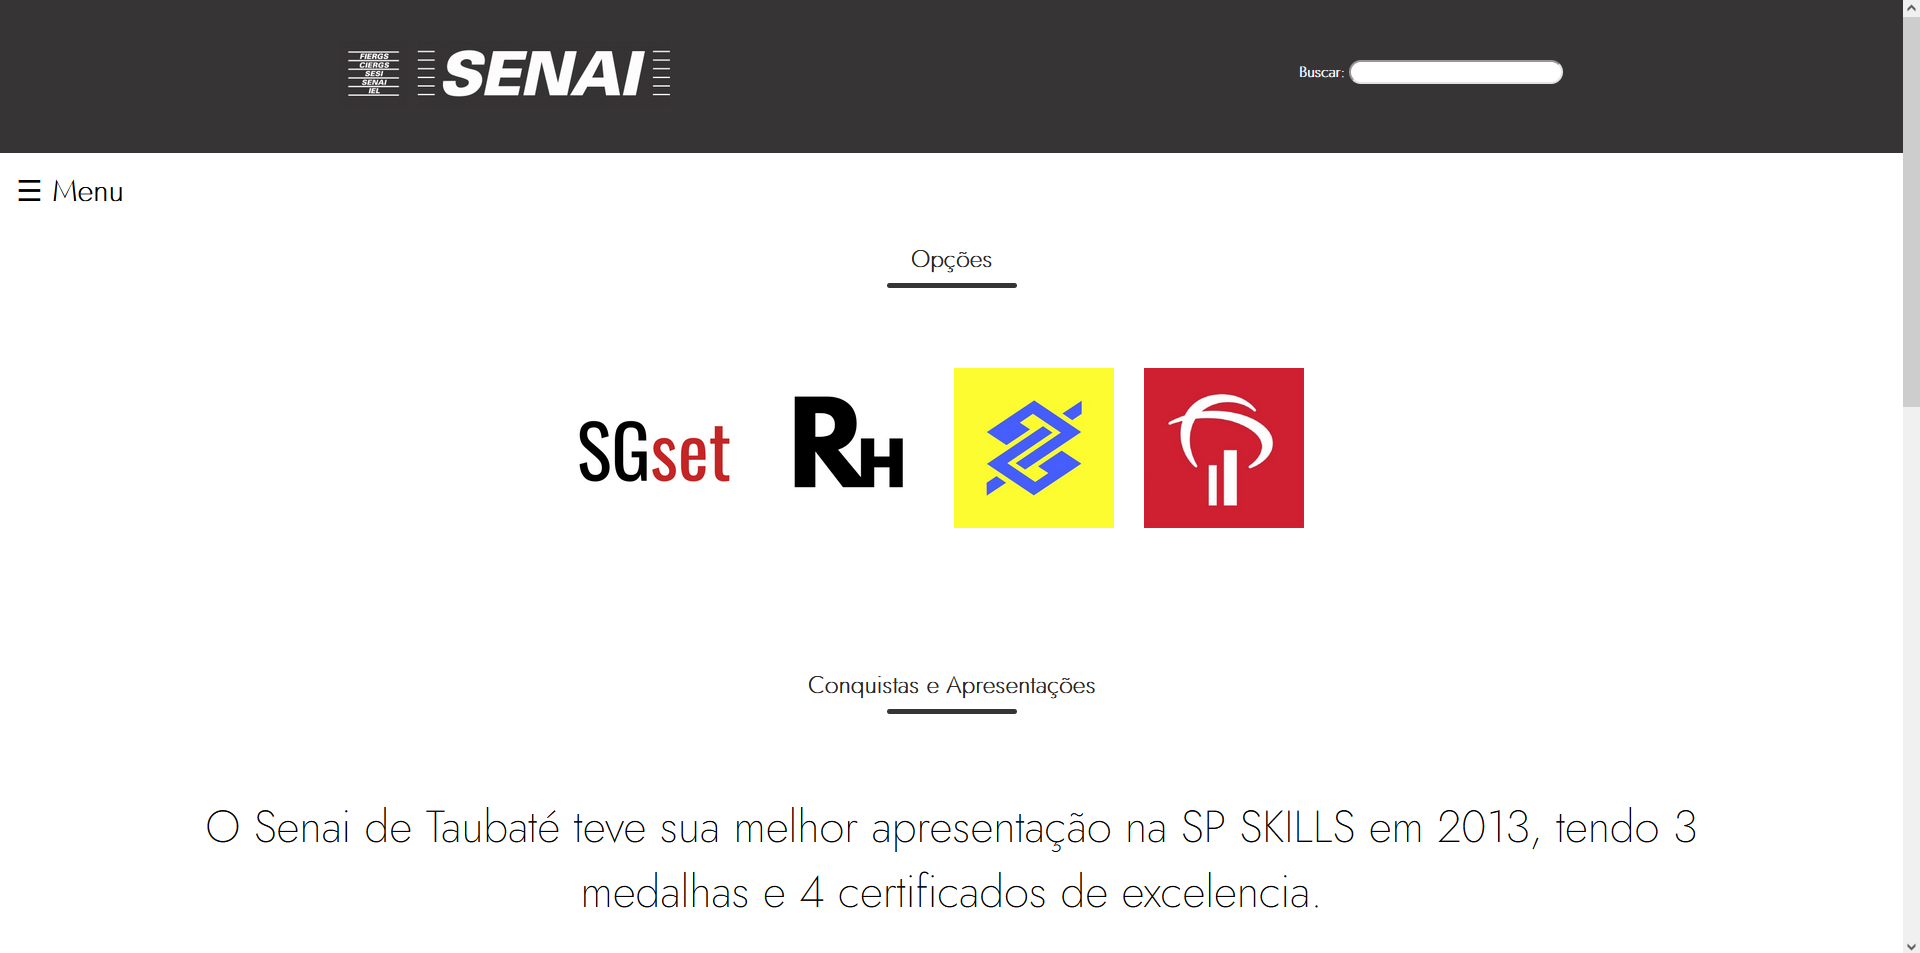 FIERGS
CIERGS
SESI
SENAI
IEL
SENAI
Buscar:
☰ Menu
Opções
SGset
RH
Conquistas e Apresentações
O Senai de Taubaté teve sua melhor apresentação na SP SKILLS em 2013, tendo 3
medalhas e 4 certificados de excelencia.